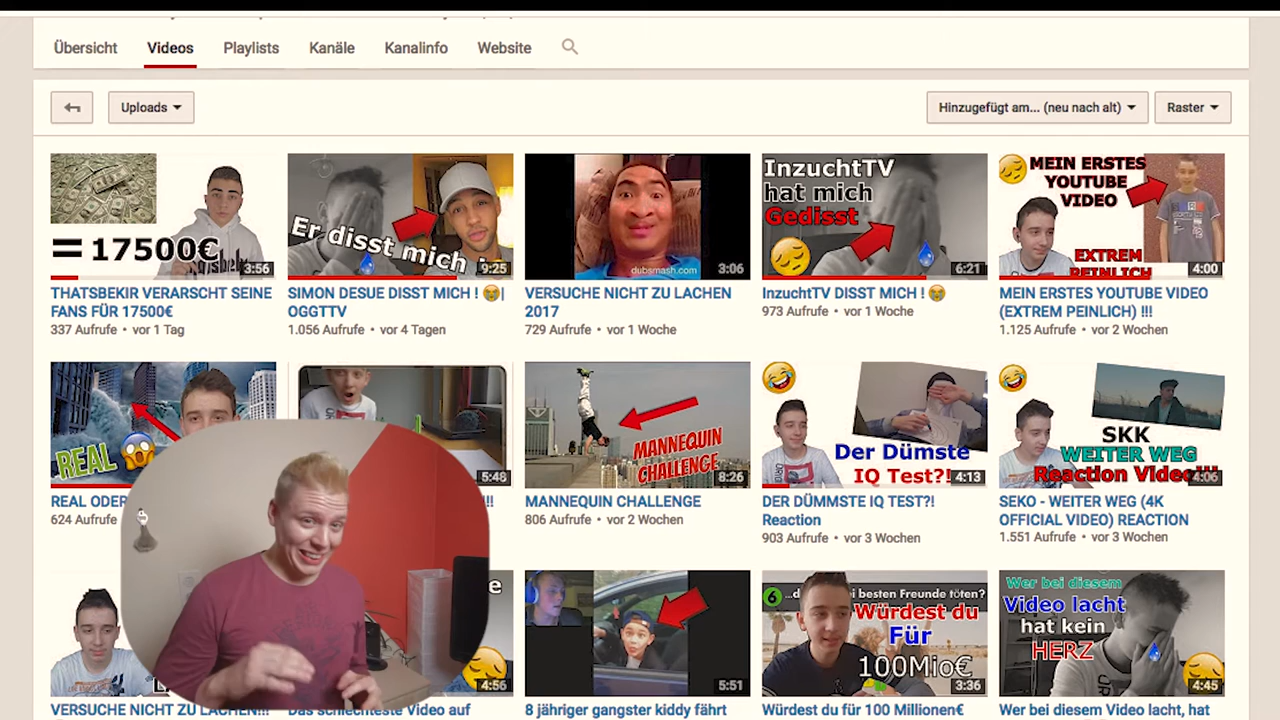 Übersicht Videos Playlists Kanäle Kanalinfo Website
Uploads Hinzugefügt am... (neu nach alt) Raster
= 17500€
3:56
THATSBEKIR VERARSCHT SEINE
FANS FÜR 17500€
337 Aufrufe • vor 1 Tag
Er disst mich
9:25
SIMON DESUE DISST MICH ! 😭|
OGGTTV
1.056 Aufrufe • vor 4 Tagen
dubsmash.com
3:06
VERSUCHE NICHT ZU LACHEN
2017
729 Aufrufe • vor 1 Woche
InzuchtTV
hat mich
Gedisst
6:21
InzuchtTV DISST MICH ! 😭
973 Aufrufe • vor 1 Woche
MEIN ERSTES
YOUTUBE
VIDEO
EXTREM
PEINLICH
4:00
MEIN ERSTES YOUTUBE VIDEO
(EXTREM PEINLICH) !!!
1.125 Aufrufe • vor 2 Wochen
REAL
REAL ODER
624 Aufrufe
5:48
!!!
MANNEQUIN
CHALLENGE
8:26
MANNEQUIN CHALLENGE
806 Aufrufe • vor 2 Wochen
Der Dümste
IQ Test?!
4:13
DER DÜMMSTE IQ TEST?!
Reaction
903 Aufrufe • vor 3 Wochen
SKK
WEITER WEG
Reaction Video!!!
4:06
SEKO - WEITER WEG (4K
OFFICIAL VIDEO) REACTION
1.551 Aufrufe • vor 3 Wochen
VERSUCHE NICHT ZU LACHEN!!!
e
4:56
Das schlechteste Video auf
5:51
8 jähriger gangster kiddy fährt
6 ...d besten Freunde töten?
Würdest du
Für
100Mio€
3:36
Würdest du für 100 Millionen€
Wer bei diesem
Video lacht
hat kein
HERZ
4:45
Wer bei diesem Video lacht, hat